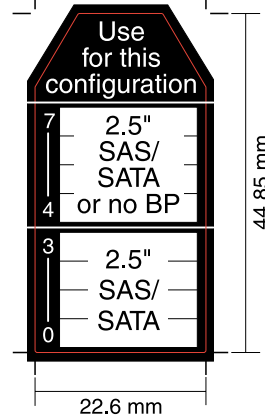 Use
for this
configuration
7
2.5"
SAS/
SATA
or no BP
4
3
2.5"
SAS/
SATA
0
44.85 mm
22.6 mm